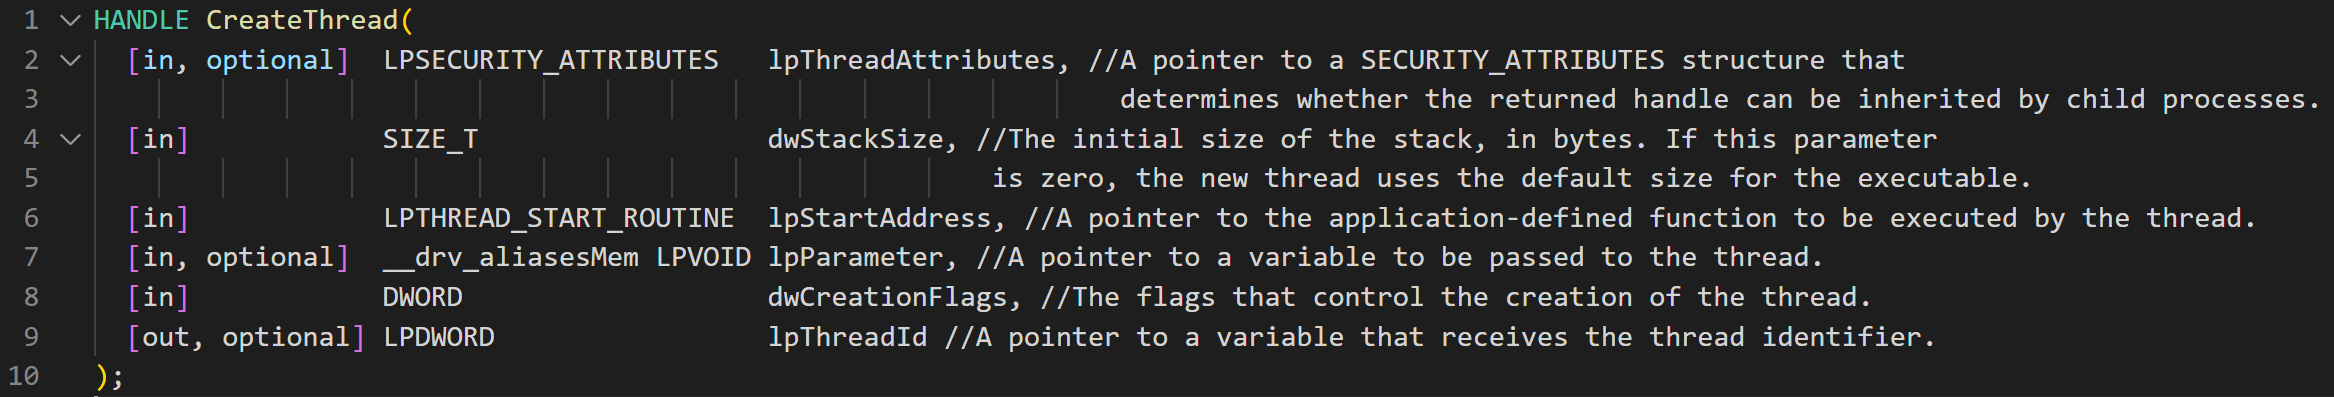 1 HANDLE CreateThread(
2 [in, optional] LPSECURITY_ATTRIBUTES lpThreadAttributes, //A pointer to a SECURITY_ATTRIBUTES structure that
3 determines whether the returned handle can be inherited by child processes.
4 [in] SIZE_T dwStackSize, //The initial size of the stack, in bytes. If this parameter
5 is zero, the new thread uses the default size for the executable.
6 [in] LPTHREAD_START_ROUTINE lpStartAddress, //A pointer to the application-defined function to be executed by the thread.
7 [in, optional] __drv_aliasesMem LPVOID lpParameter, //A pointer to a variable to be passed to the thread.
8 [in] DWORD dwCreationFlags, //The flags that control the creation of the thread.
9 [out, optional] LPDWORD lpThreadId //A pointer to a variable that receives the thread identifier.
10 );